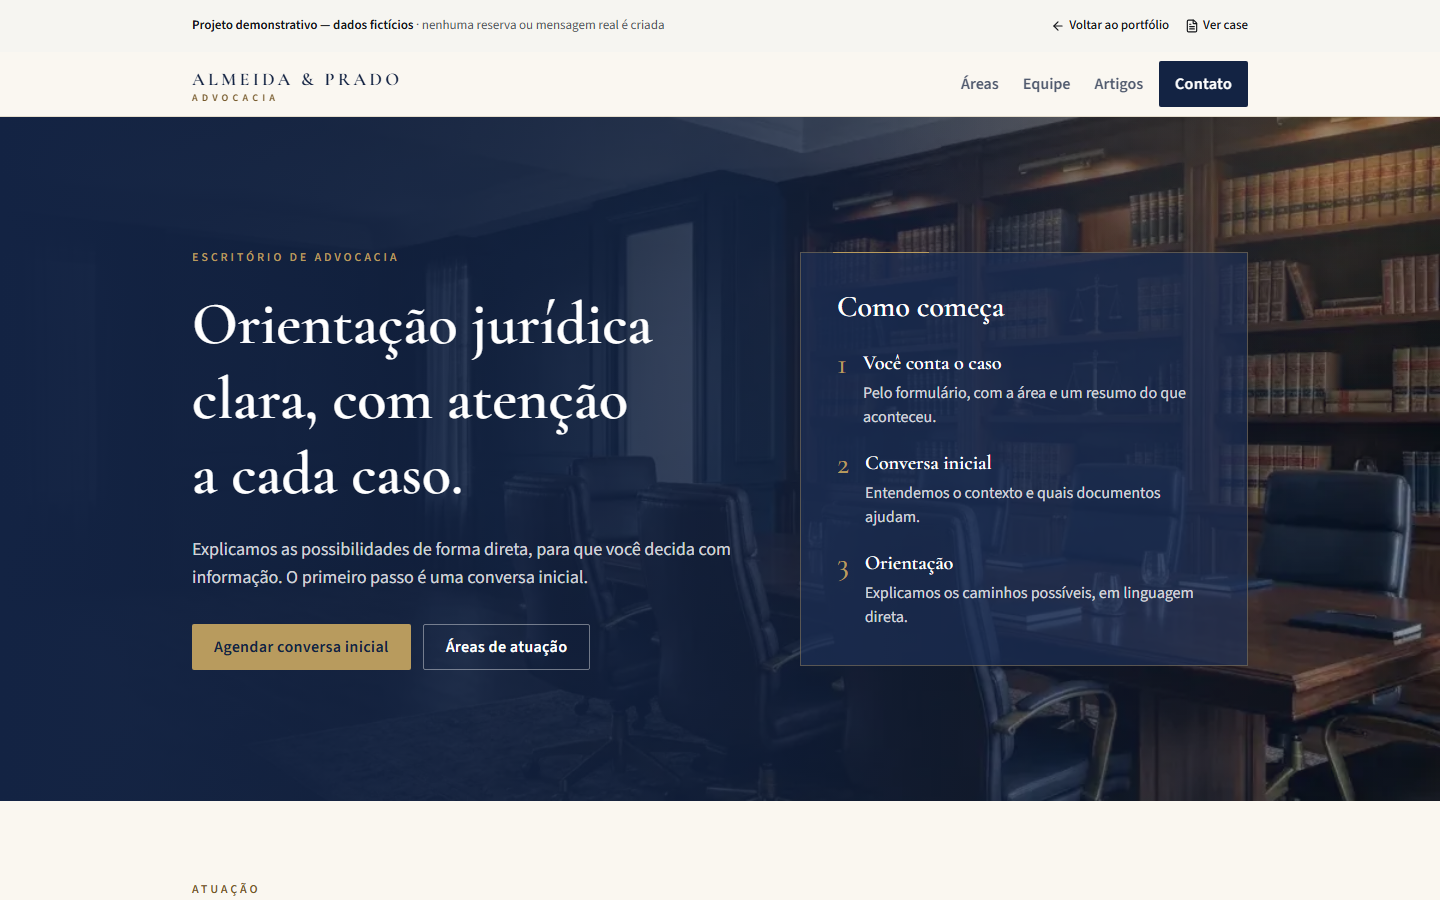 Projeto demonstrativo — dados fictícios · nenhuma reserva ou mensagem real é criada
Voltar ao portfólio
Ver case
ALMEIDA & PRADO
ADVOCACIA
Áreas
Equipe
Artigos
Contato
ESCRITÓRIO DE ADVOCACIA
Orientação jurídica
clara, com atenção
a cada caso.
Explicamos as possibilidades de forma direta, para que você decida com
informação. O primeiro passo é uma conversa inicial.
Agendar conversa inicial
Áreas de atuação
Como começa
1 Você conta o caso
Pelo formulário, com a área e um resumo do que
aconteceu.
2 Conversa inicial
Entendemos o contexto e quais documentos
ajudam.
3 Orientação
Explicamos os caminhos possíveis, em linguagem
direta.
ATUAÇÃO